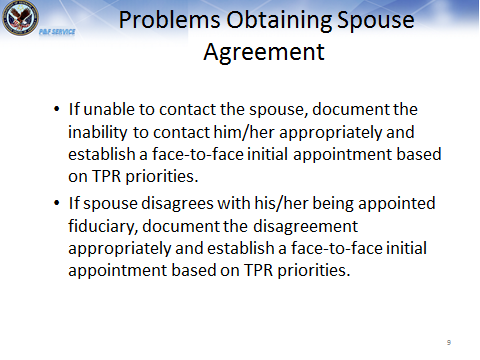 Problems Obtaining Spouse
Agreement
P&F SERVICE
• If unable to contact the spouse, document the
inability to contact him/her appropriately and
establish a face-to-face initial appointment based
on TPR priorities.
• If spouse disagrees with his/her being appointed
fiduciary, document the disagreement
appropriately and establish a face-to-face initial
appointment based on TPR priorities.
9